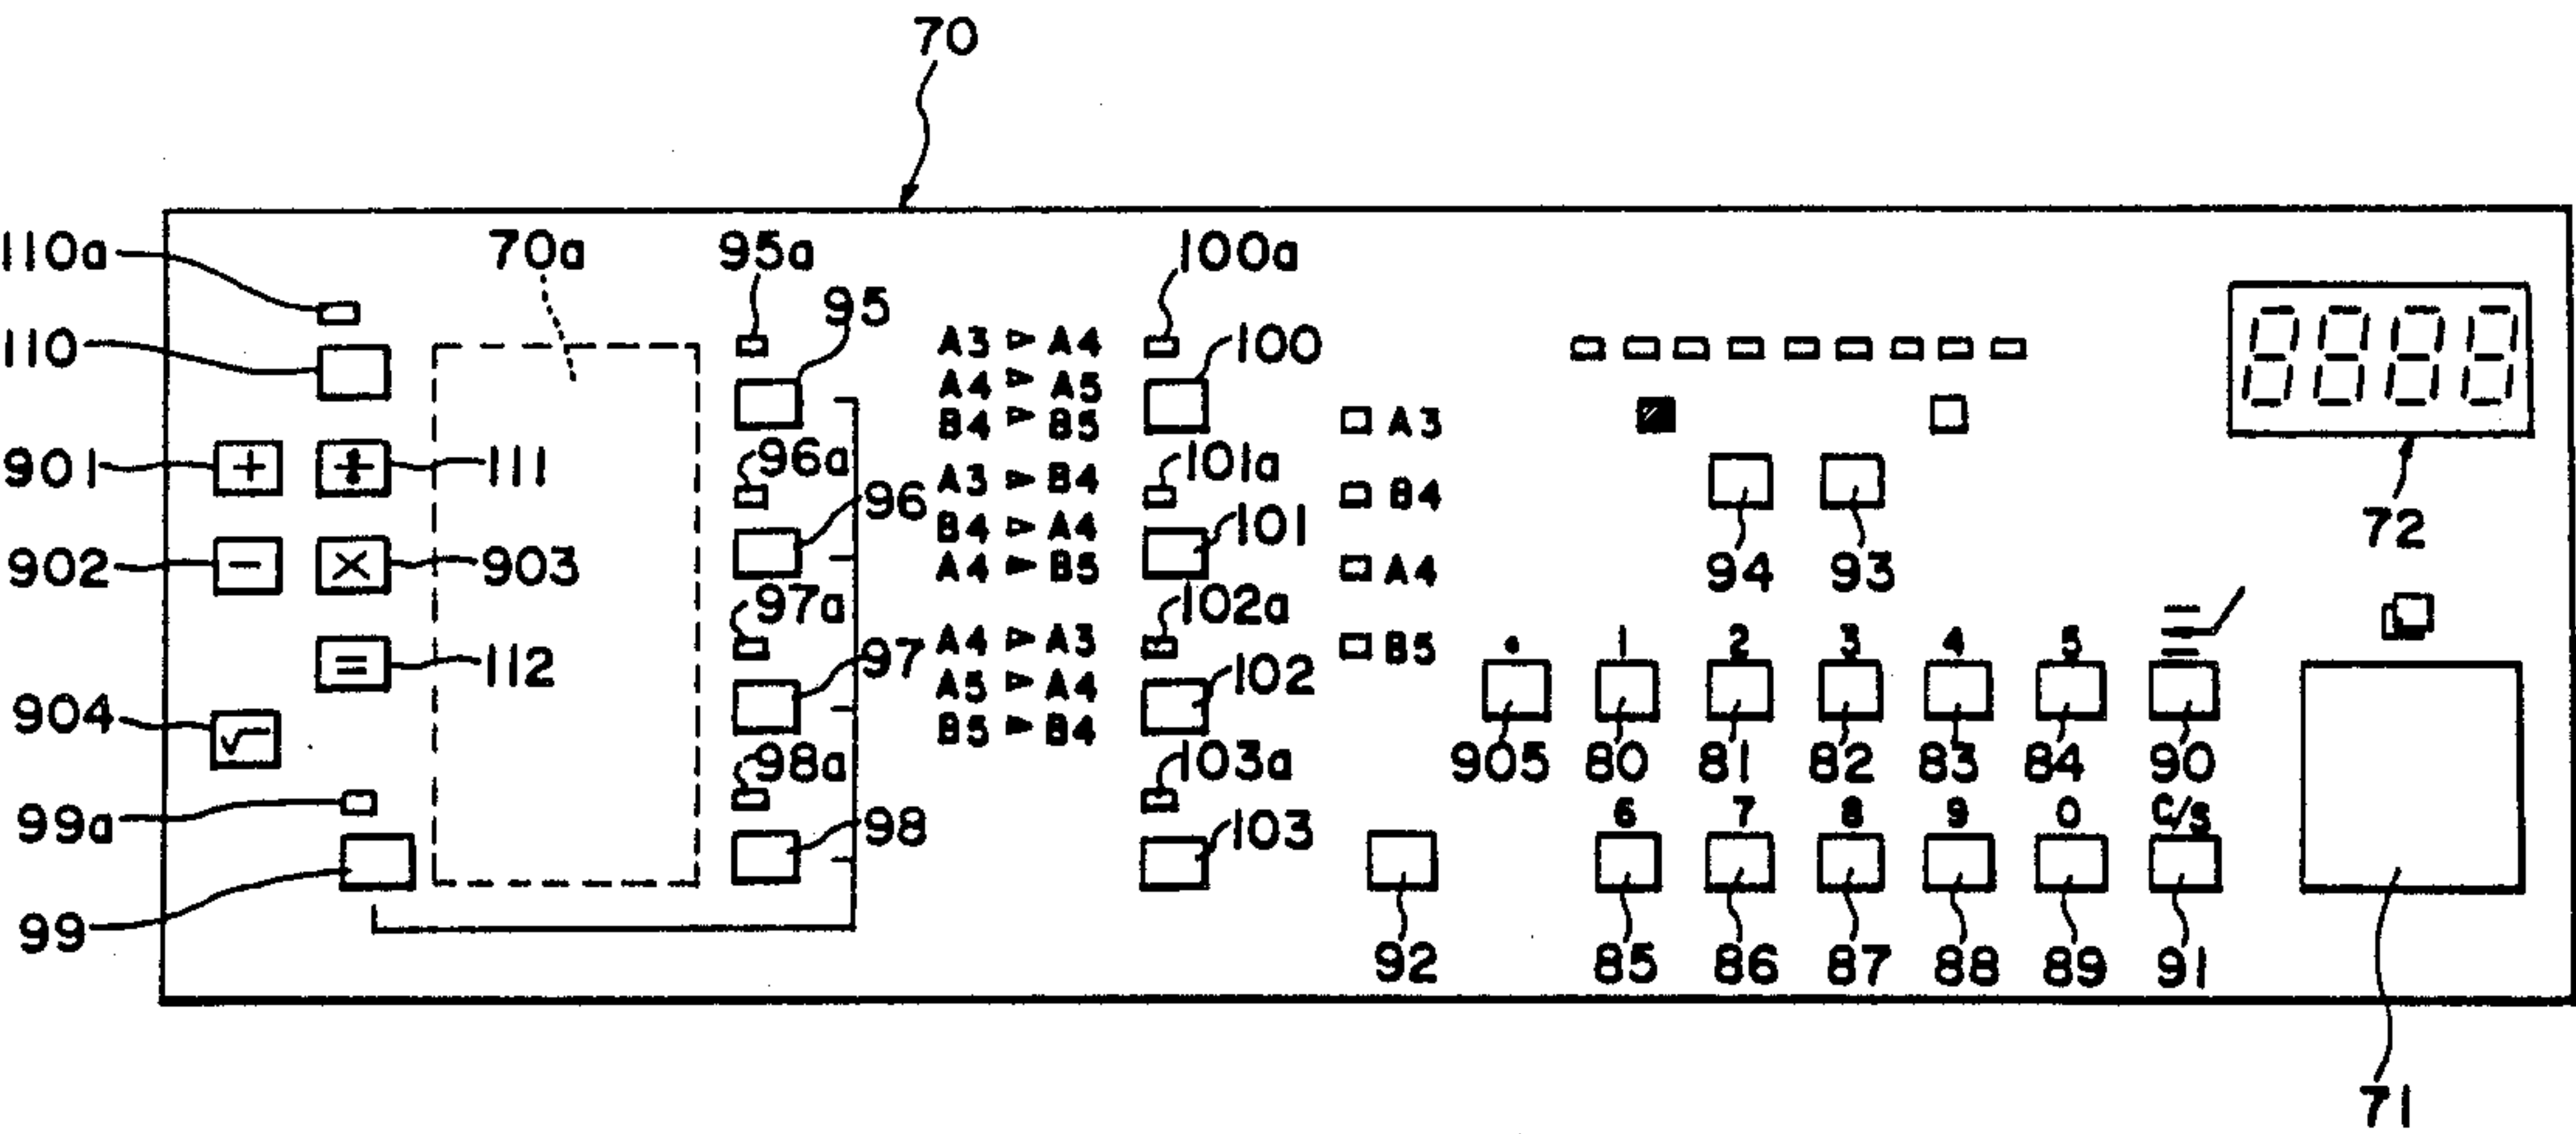 70
110a 70a 95a 100a
95
110 A3 ▷ A4 100
A4 ▷ A5
B4 ▷ B5 A3
8888
901 + ÷ 111 96a A3 ▷ B4 101a
96 B4
B4 ▷ A4 101 72
902 − × 903 A4 ▷ B5 A4 94 93
97a 102a
= 112 97 A4 ▷ A3 102 B5 • 1 2 3 4 5
A5 ▷ A4
904 √ B5 ▷ B4
98a 103a 905 80 81 82 83 84 90
99a 98 103 6 7 8 9 0 C/S
99 92 85 86 87 88 89 91
71